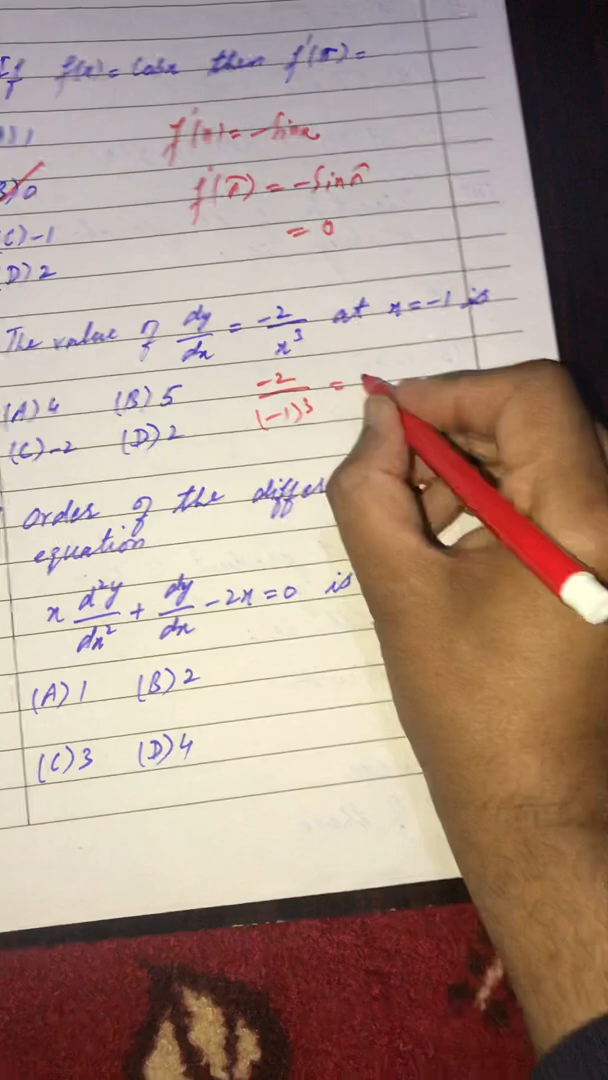 If f(x) = Cosx then f'(π) =
A) 1
f'(x) = -Sinx
B) 0
f'(π) = -Sinπ
(C) -1
= 0
(D) 2
The value of dy/dx = -2/x³ at x = -1 is
(A) 4 (B) 5
-2/(-1)³ =
(C) -2 (D) 2
Order of the
equation
x d²y/dx² + dy/dx - 2x = 0 is
(A) 1 (B) 2
(C) 3 (D) 4